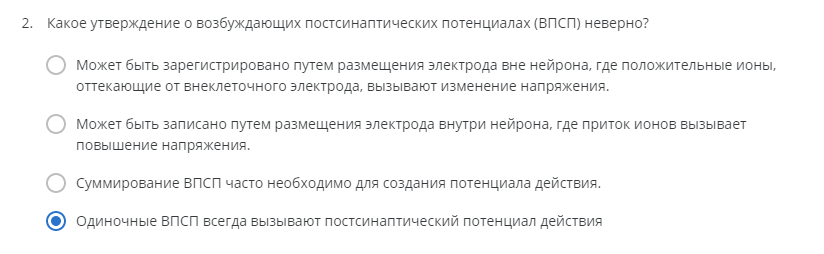 2. Какое утверждение о возбуждающих постсинаптических потенциалах (ВПСП) неверно?
Может быть зарегистрировано путем размещения электрода вне нейрона, где положительные ионы,
оттекающие от внеклеточного электрода, вызывают изменение напряжения.
Может быть записано путем размещения электрода внутри нейрона, где приток ионов вызывает
повышение напряжения.
Суммирование ВПСП часто необходимо для создания потенциала действия.
Одиночные ВПСП всегда вызывают постсинаптический потенциал действия